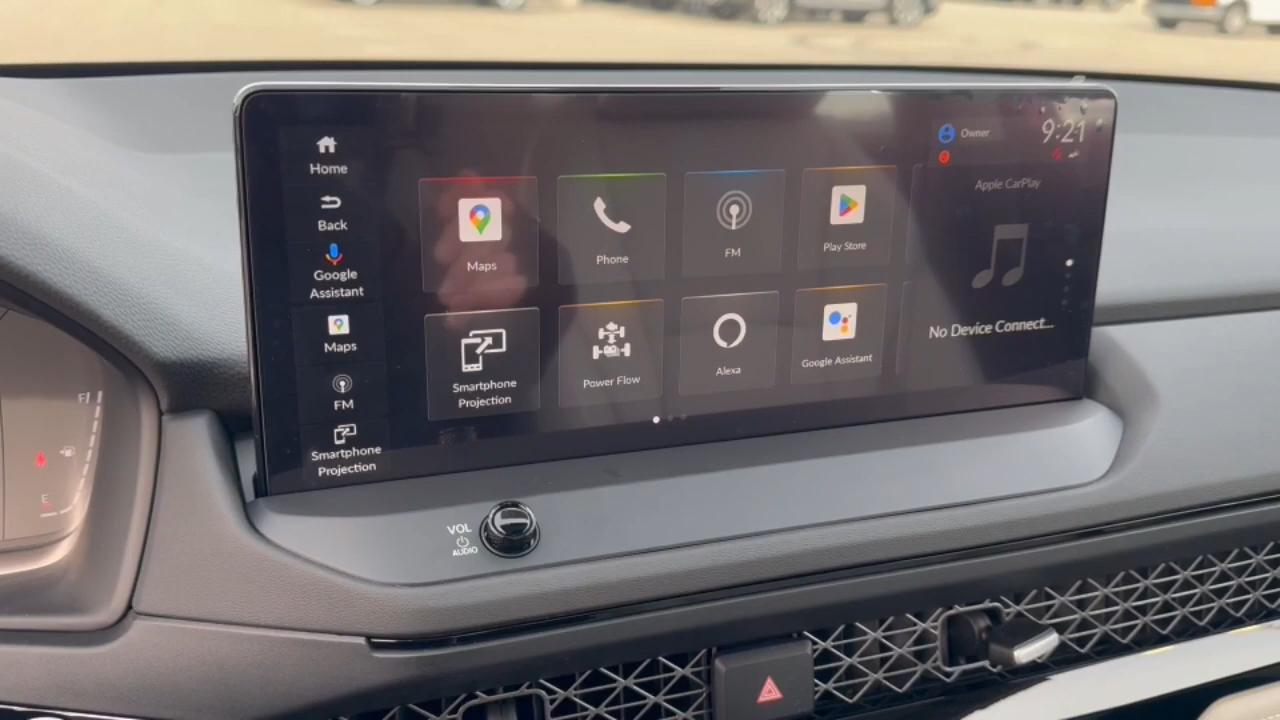 Home
Back
Google
Assistant
Maps
FM
Smartphone
Projection
Maps
Phone
FM
Play Store
Smartphone
Projection
Power Flow
Alexa
Google Assistant
Owner
9:21
Apple CarPlay
No Device Connect...
VOL
AUDIO
F
E